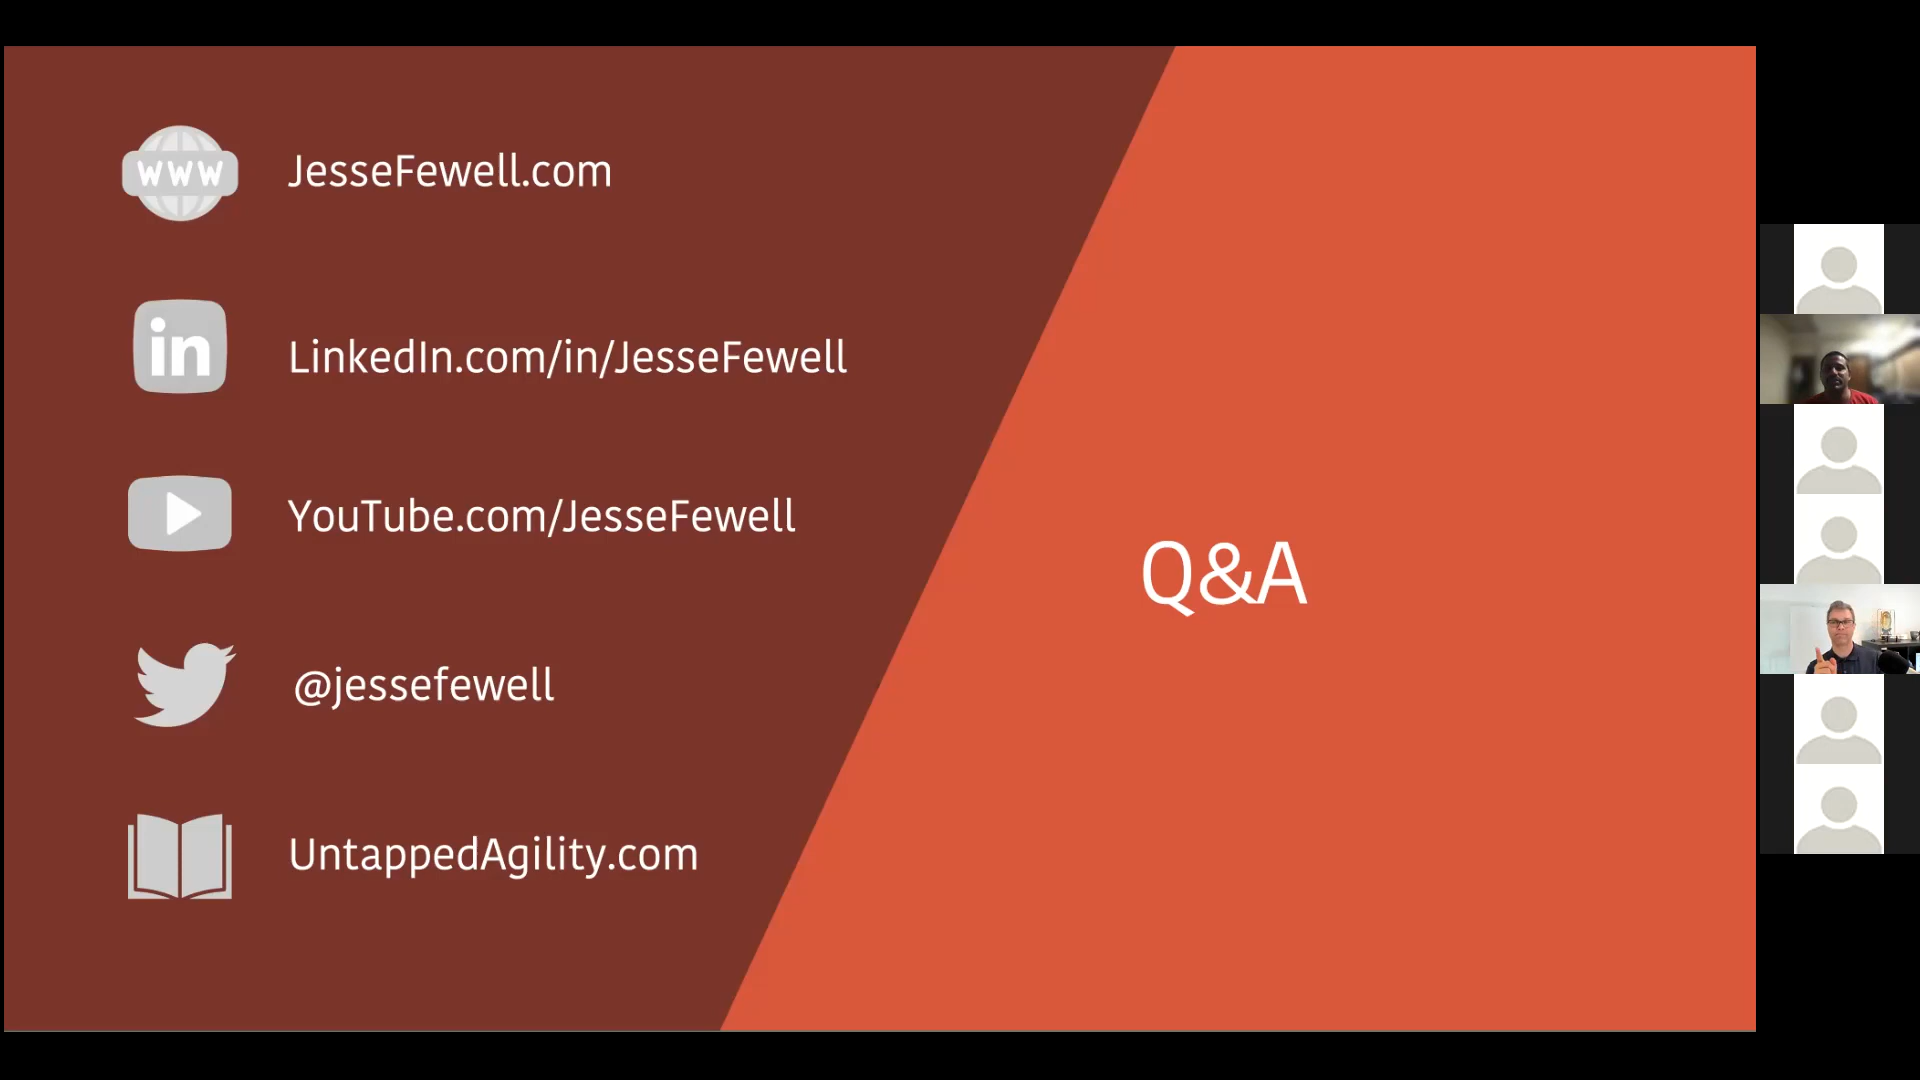 WWW
JesseFewell.com
in
LinkedIn.com/in/JesseFewell
YouTube.com/JesseFewell
@jessefewell
UntappedAgility.com
Q&A